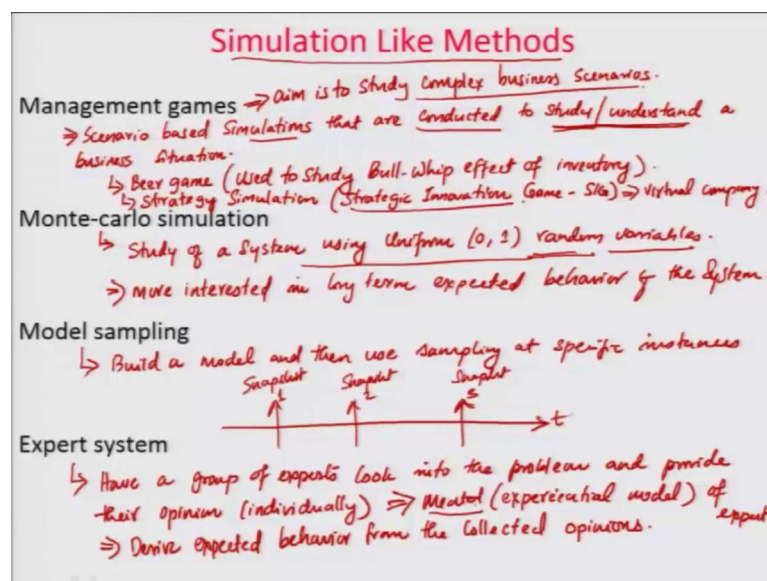 Simulation Like Methods
Management games ⇒ aim is to study complex business scenarios.
⇒ Scenario based Simulations that are conducted to study/understand a
business situation.
↳ Beer game (Used to Study Bull-Whip effect of inventory).
↳ Strategy Simulation (Strategic Innovation Game - SIG) ⇒ virtual company
Monte-carlo simulation
↳ Study of a System using Uniform (0, 1) random variables.
⇒ More interested in long term expected behavior of the System
Model sampling
↳ Build a model and then use sampling at specific instances
Snapshot 1 Snapshot 2 Snapshot 3
t
Expert system
↳ Have a group of experts look into the problem and provide
their opinion (individually) ⇒ Mental (experiential model) of
expert
⇒ Derive expected behavior from the collected opinions.